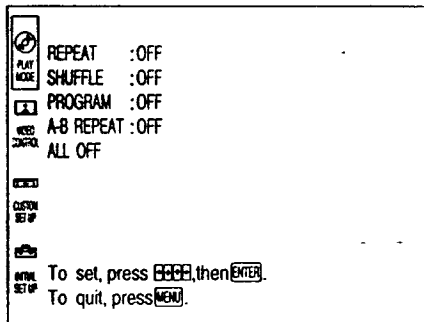 PLAY
MODE
REPEAT :OFF
SHUFFLE :OFF
PROGRAM :OFF
A-B REPEAT :OFF
ALL OFF
VIDEO
CONTROL
CUSTOM
SET UP
INITIAL
SET UP
To set, press ,then ENTER.
To quit, press MENU.